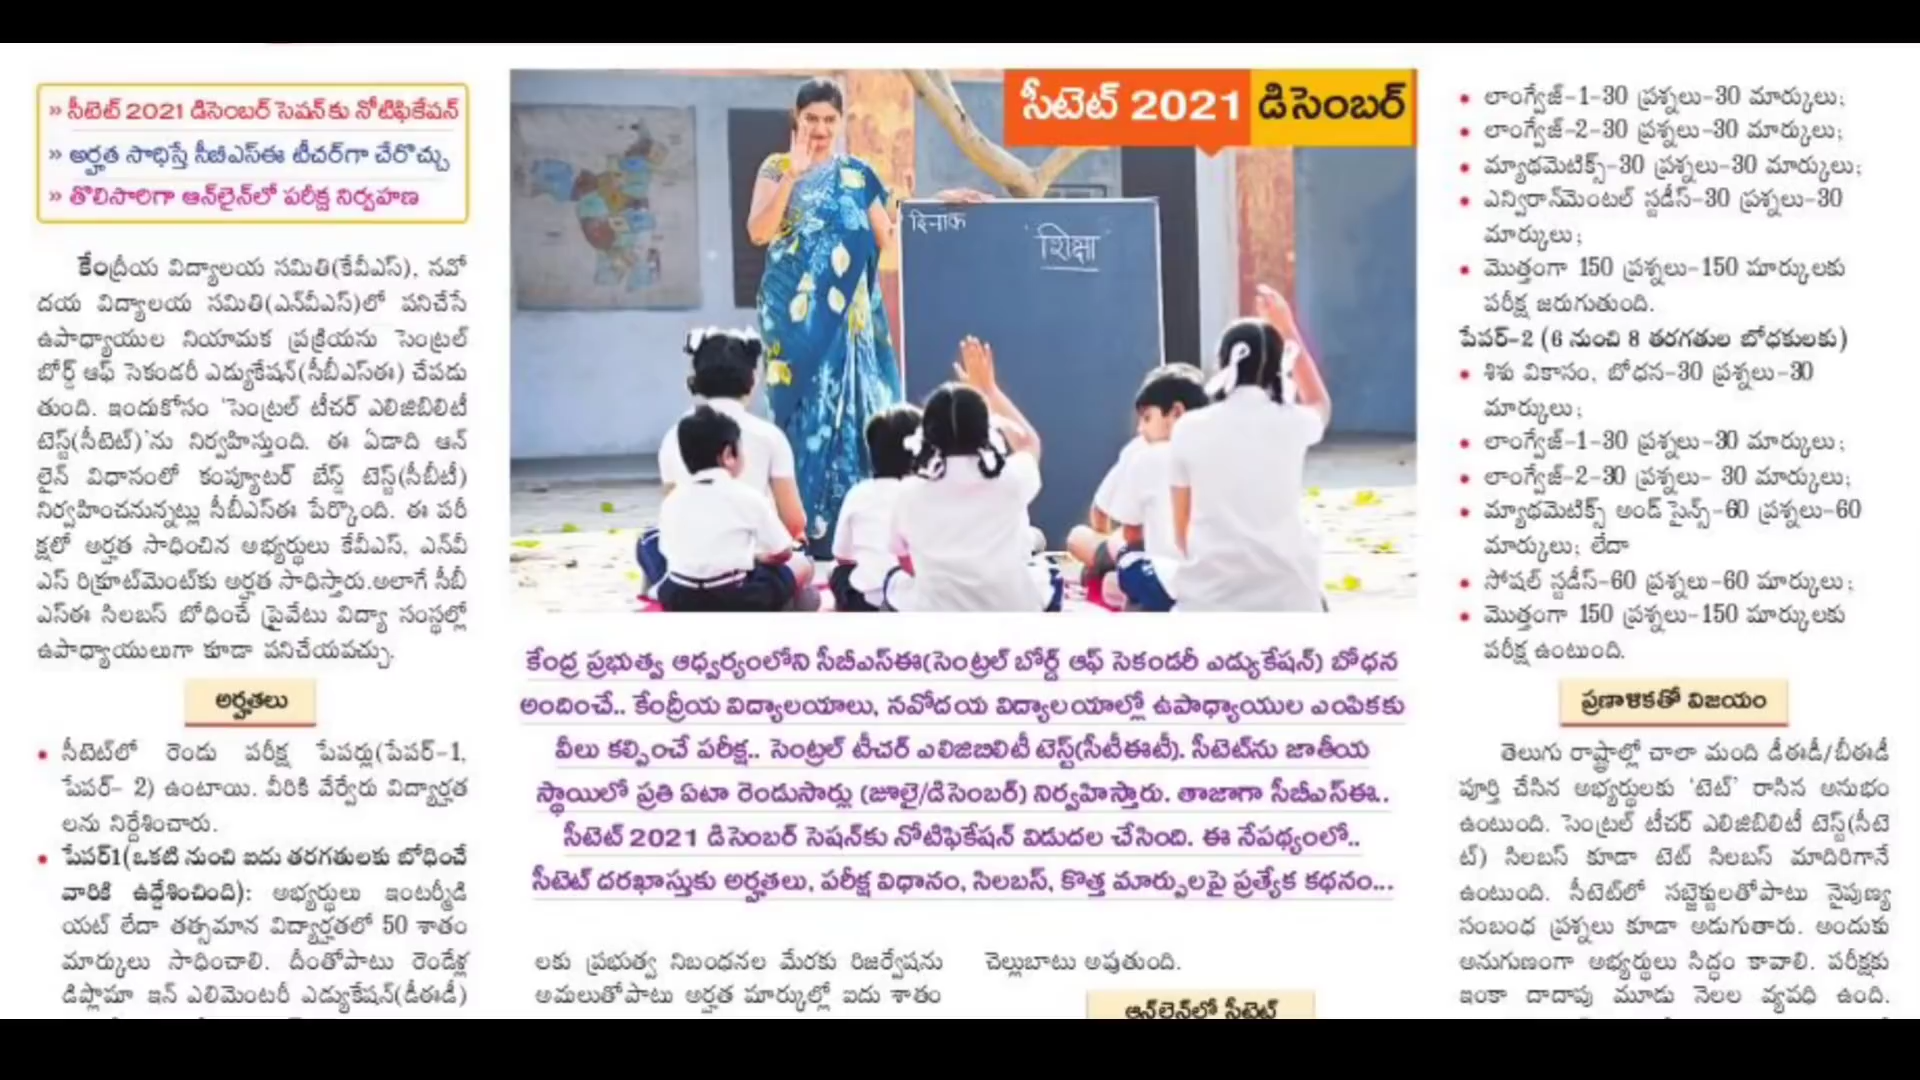 » సీటెట్ 2021 డిసెంబర్ సెషన్‌కు నోటిఫికేషన్
» అర్హత సాధిస్తే సీబీఎస్ఈ టీచర్‌గా చేరొచ్చు
» తొలిసారిగా ఆన్‌లైన్‌లో పరీక్ష నిర్వహణ
కేంద్రీయ విద్యాలయ సమితి(కేవీఎస్), నవో
దయ విద్యాలయ సమితి(ఎన్‌వీఎస్)లో పనిచేసే
ఉపాధ్యాయుల నియామక ప్రక్రియను సెంట్రల్
బోర్డ్ ఆఫ్ సెకండరీ ఎడ్యుకేషన్(సీబీఎస్ఈ) చేపడు
తుంది. ఇందుకోసం 'సెంట్రల్ టీచర్ ఎలిజిబిలిటీ
టెస్ట్(సీటెట్)'ను నిర్వహిస్తుంది. ఈ ఏడాది ఆన్
లైన్ విధానంలో కంప్యూటర్ బేస్డ్ టెస్ట్(సీబీటీ)
నిర్వహించనున్నట్లు సీబీఎస్ఈ పేర్కొంది. ఈ పరీ
క్షలో అర్హత సాధించిన అభ్యర్థులు కేవీఎస్, ఎన్‌వీ
ఎస్ రిక్రూట్‌మెంట్‌కు అర్హత సాధిస్తారు.అలాగే సీబీ
ఎస్ఈ సిలబస్ బోధించే ప్రైవేటు విద్యా సంస్థల్లో
ఉపాధ్యాయులుగా కూడా పనిచేయవచ్చు.
అర్హతలు
• సీటెట్‌లో రెండు పరీక్ష పేపర్లు(పేపర్-1,
పేపర్- 2) ఉంటాయి. వీరికి వేర్వేరు విద్యార్హత
లను నిర్దేశించారు.
• పేపర్1(ఒకటి నుంచి ఐదు తరగతులకు బోధించే
వారికి ఉద్దేశించింది): అభ్యర్థులు ఇంటర్మీడి
యట్ లేదా తత్సమాన విద్యార్హతలో 50 శాతం
మార్కులు సాధించాలి. దీంతోపాటు రెండేళ్ల
డిప్లొమా ఇన్ ఎలిమెంటరీ ఎడ్యుకేషన్(డీఈడీ)
సీటెట్ 2021 డిసెంబర్
दिनांक
शिक्षा
కేంద్ర ప్రభుత్వ ఆధ్వర్యంలోని సీబీఎస్ఈ(సెంట్రల్ బోర్డ్ ఆఫ్ సెకండరీ ఎడ్యుకేషన్) బోధన
అందించే.. కేంద్రీయ విద్యాలయాలు, నవోదయ విద్యాలయాల్లో ఉపాధ్యాయుల ఎంపికకు
వీలు కల్పించే పరీక్ష.. సెంట్రల్ టీచర్ ఎలిజిబిలిటీ టెస్ట్(సీటీఈటీ). సీటెట్‌ను జాతీయ
స్థాయిలో ప్రతి ఏటా రెండుసార్లు (జూలై/డిసెంబర్) నిర్వహిస్తారు. తాజాగా సీబీఎస్ఈ..
సీటెట్ 2021 డిసెంబర్ సెషన్‌కు నోటిఫికేషన్ విడుదల చేసింది. ఈ నేపథ్యంలో..
సీటెట్ దరఖాస్తుకు అర్హతలు, పరీక్ష విధానం, సిలబస్, కొత్త మార్పులపై ప్రత్యేక కథనం...
లకు ప్రభుత్వ నిబంధనల మేరకు రిజర్వేషను
అమలుతోపాటు అర్హత మార్కుల్లో ఐదు శాతం
చెల్లుబాటు అవుతుంది.
ఆన్‌లైన్‌లో సీటెట్
• లాంగ్వేజ్-1-30 ప్రశ్నలు-30 మార్కులు;
• లాంగ్వేజ్-2-30 ప్రశ్నలు-30 మార్కులు;
• మ్యాథమెటిక్స్-30 ప్రశ్నలు-30 మార్కులు;
• ఎన్విరాన్‌మెంటల్ స్టడీస్-30 ప్రశ్నలు-30
మార్కులు;
• మొత్తంగా 150 ప్రశ్నలు-150 మార్కులకు
పరీక్ష జరుగుతుంది.
పేపర్-2 (6 నుంచి 8 తరగతుల బోధకులకు)
• శిశు వికాసం, బోధన-30 ప్రశ్నలు-30
మార్కులు;
• లాంగ్వేజ్-1-30 ప్రశ్నలు-30 మార్కులు;
• లాంగ్వేజ్-2-30 ప్రశ్నలు- 30 మార్కులు;
• మ్యాథమెటిక్స్ అండ్ సైన్స్-60 ప్రశ్నలు-60
మార్కులు; లేదా
• సోషల్ స్టడీస్-60 ప్రశ్నలు-60 మార్కులు;
• మొత్తంగా 150 ప్రశ్నలు-150 మార్కులకు
పరీక్ష ఉంటుంది.
ప్రణాళికతో విజయం
తెలుగు రాష్ట్రాల్లో చాలా మంది డీఈడీ/బీఈడీ
పూర్తి చేసిన అభ్యర్థులకు 'టెట్' రాసిన అనుభం
ఉంటుంది. సెంట్రల్ టీచర్ ఎలిజిబిలిటీ టెస్ట్(సీటె
ట్) సిలబస్ కూడా టెట్ సిలబస్ మాదిరిగానే
ఉంటుంది. సీటెట్‌లో సబ్జెక్టులతోపాటు నైపుణ్య
సంబంధ ప్రశ్నలు కూడా అడుగుతారు. అందుకు
అనుగుణంగా అభ్యర్థులు సిద్ధం కావాలి. పరీక్షకు
ఇంకా దాదాపు మూడు నెలల వ్యవధి ఉంది.